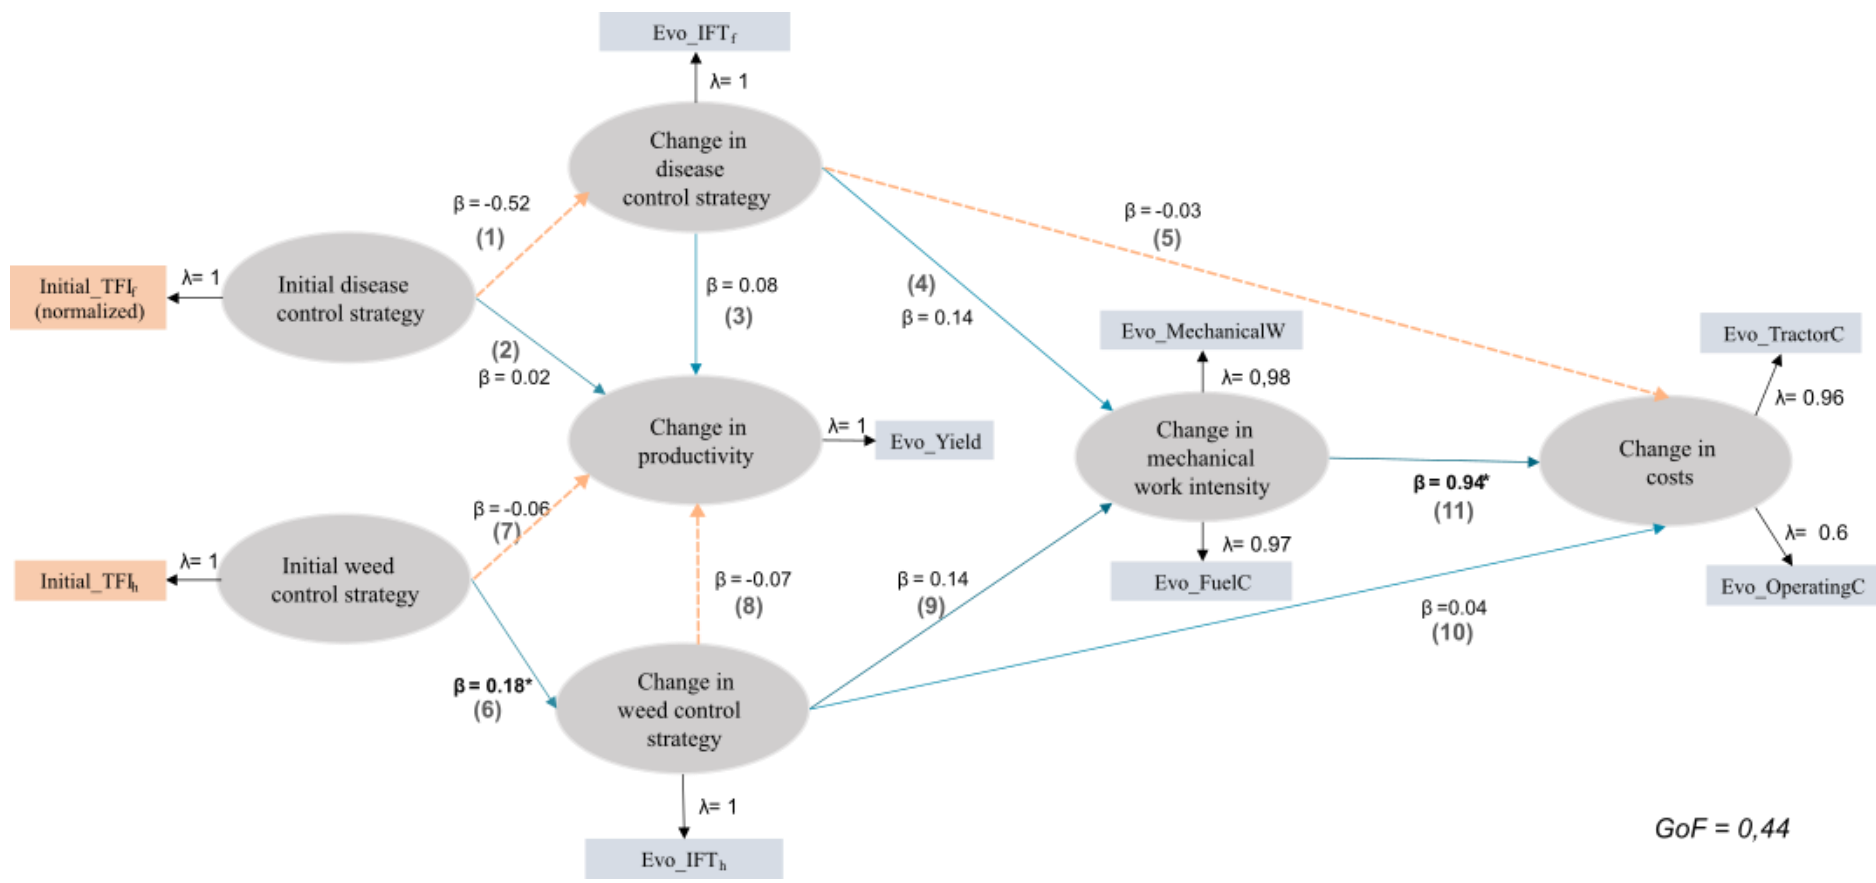 Evo_IFTf
λ= 1
Change in
disease
control strategy
β = -0.52
(1)
β = -0.03
(5)
Initial_TFIf
(normalized)
λ= 1
Initial disease
control strategy
β = 0.08
(3)
(4)
β = 0.14
(2)
β = 0.02
Evo_MechanicalW
λ= 0,98
Evo_TractorC
λ= 0.96
Change in
productivity
λ= 1
Evo_Yield
Change in
mechanical
work intensity
β = 0.94*
(11)
Change in
costs
β = -0.06
(7)
Initial_TFIh
λ= 1
Initial weed
control strategy
β = -0.07
(8)
β = 0.14
(9)
λ= 0.97
Evo_FuelC
λ= 0.6
Evo_OperatingC
β =0.04
(10)
β = 0.18*
(6)
Change in
weed control
strategy
λ= 1
Evo_IFTh
GoF = 0,44